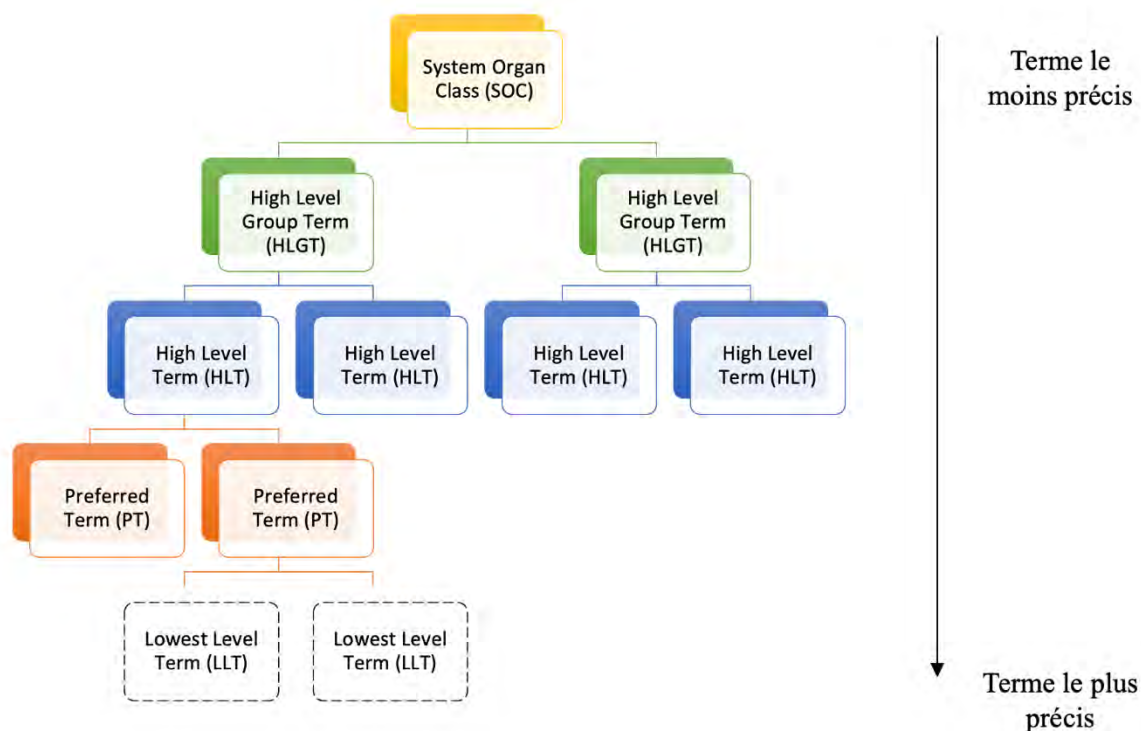 System Organ
Class (SOC)
Terme le
moins précis
High Level
Group Term
(HLGT)
High Level
Group Term
(HLGT)
High Level
Term (HLT)
High Level
Term (HLT)
High Level
Term (HLT)
High Level
Term (HLT)
Preferred
Term (PT)
Preferred
Term (PT)
Lowest Level
Term (LLT)
Lowest Level
Term (LLT)
Terme le plus
précis